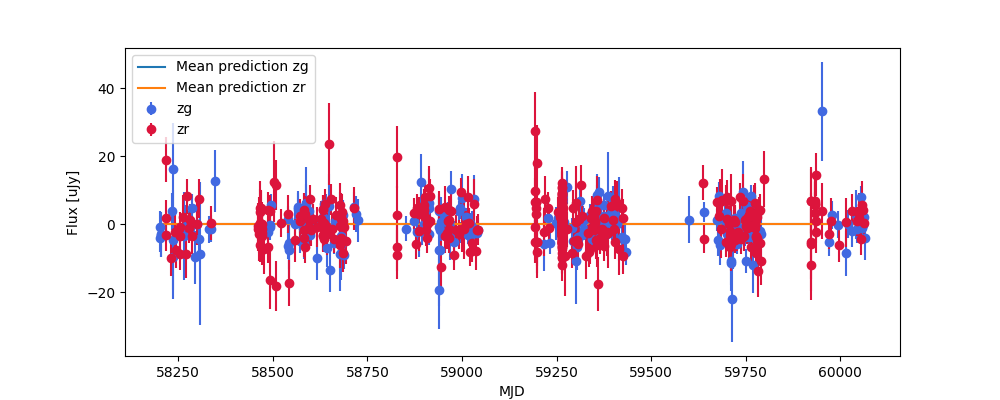 Mean prediction zg
Mean prediction zr
zg
zr
Flux [uJy]
40
20
0
−20
58250 58500 58750 59000 59250 59500 59750 60000
MJD